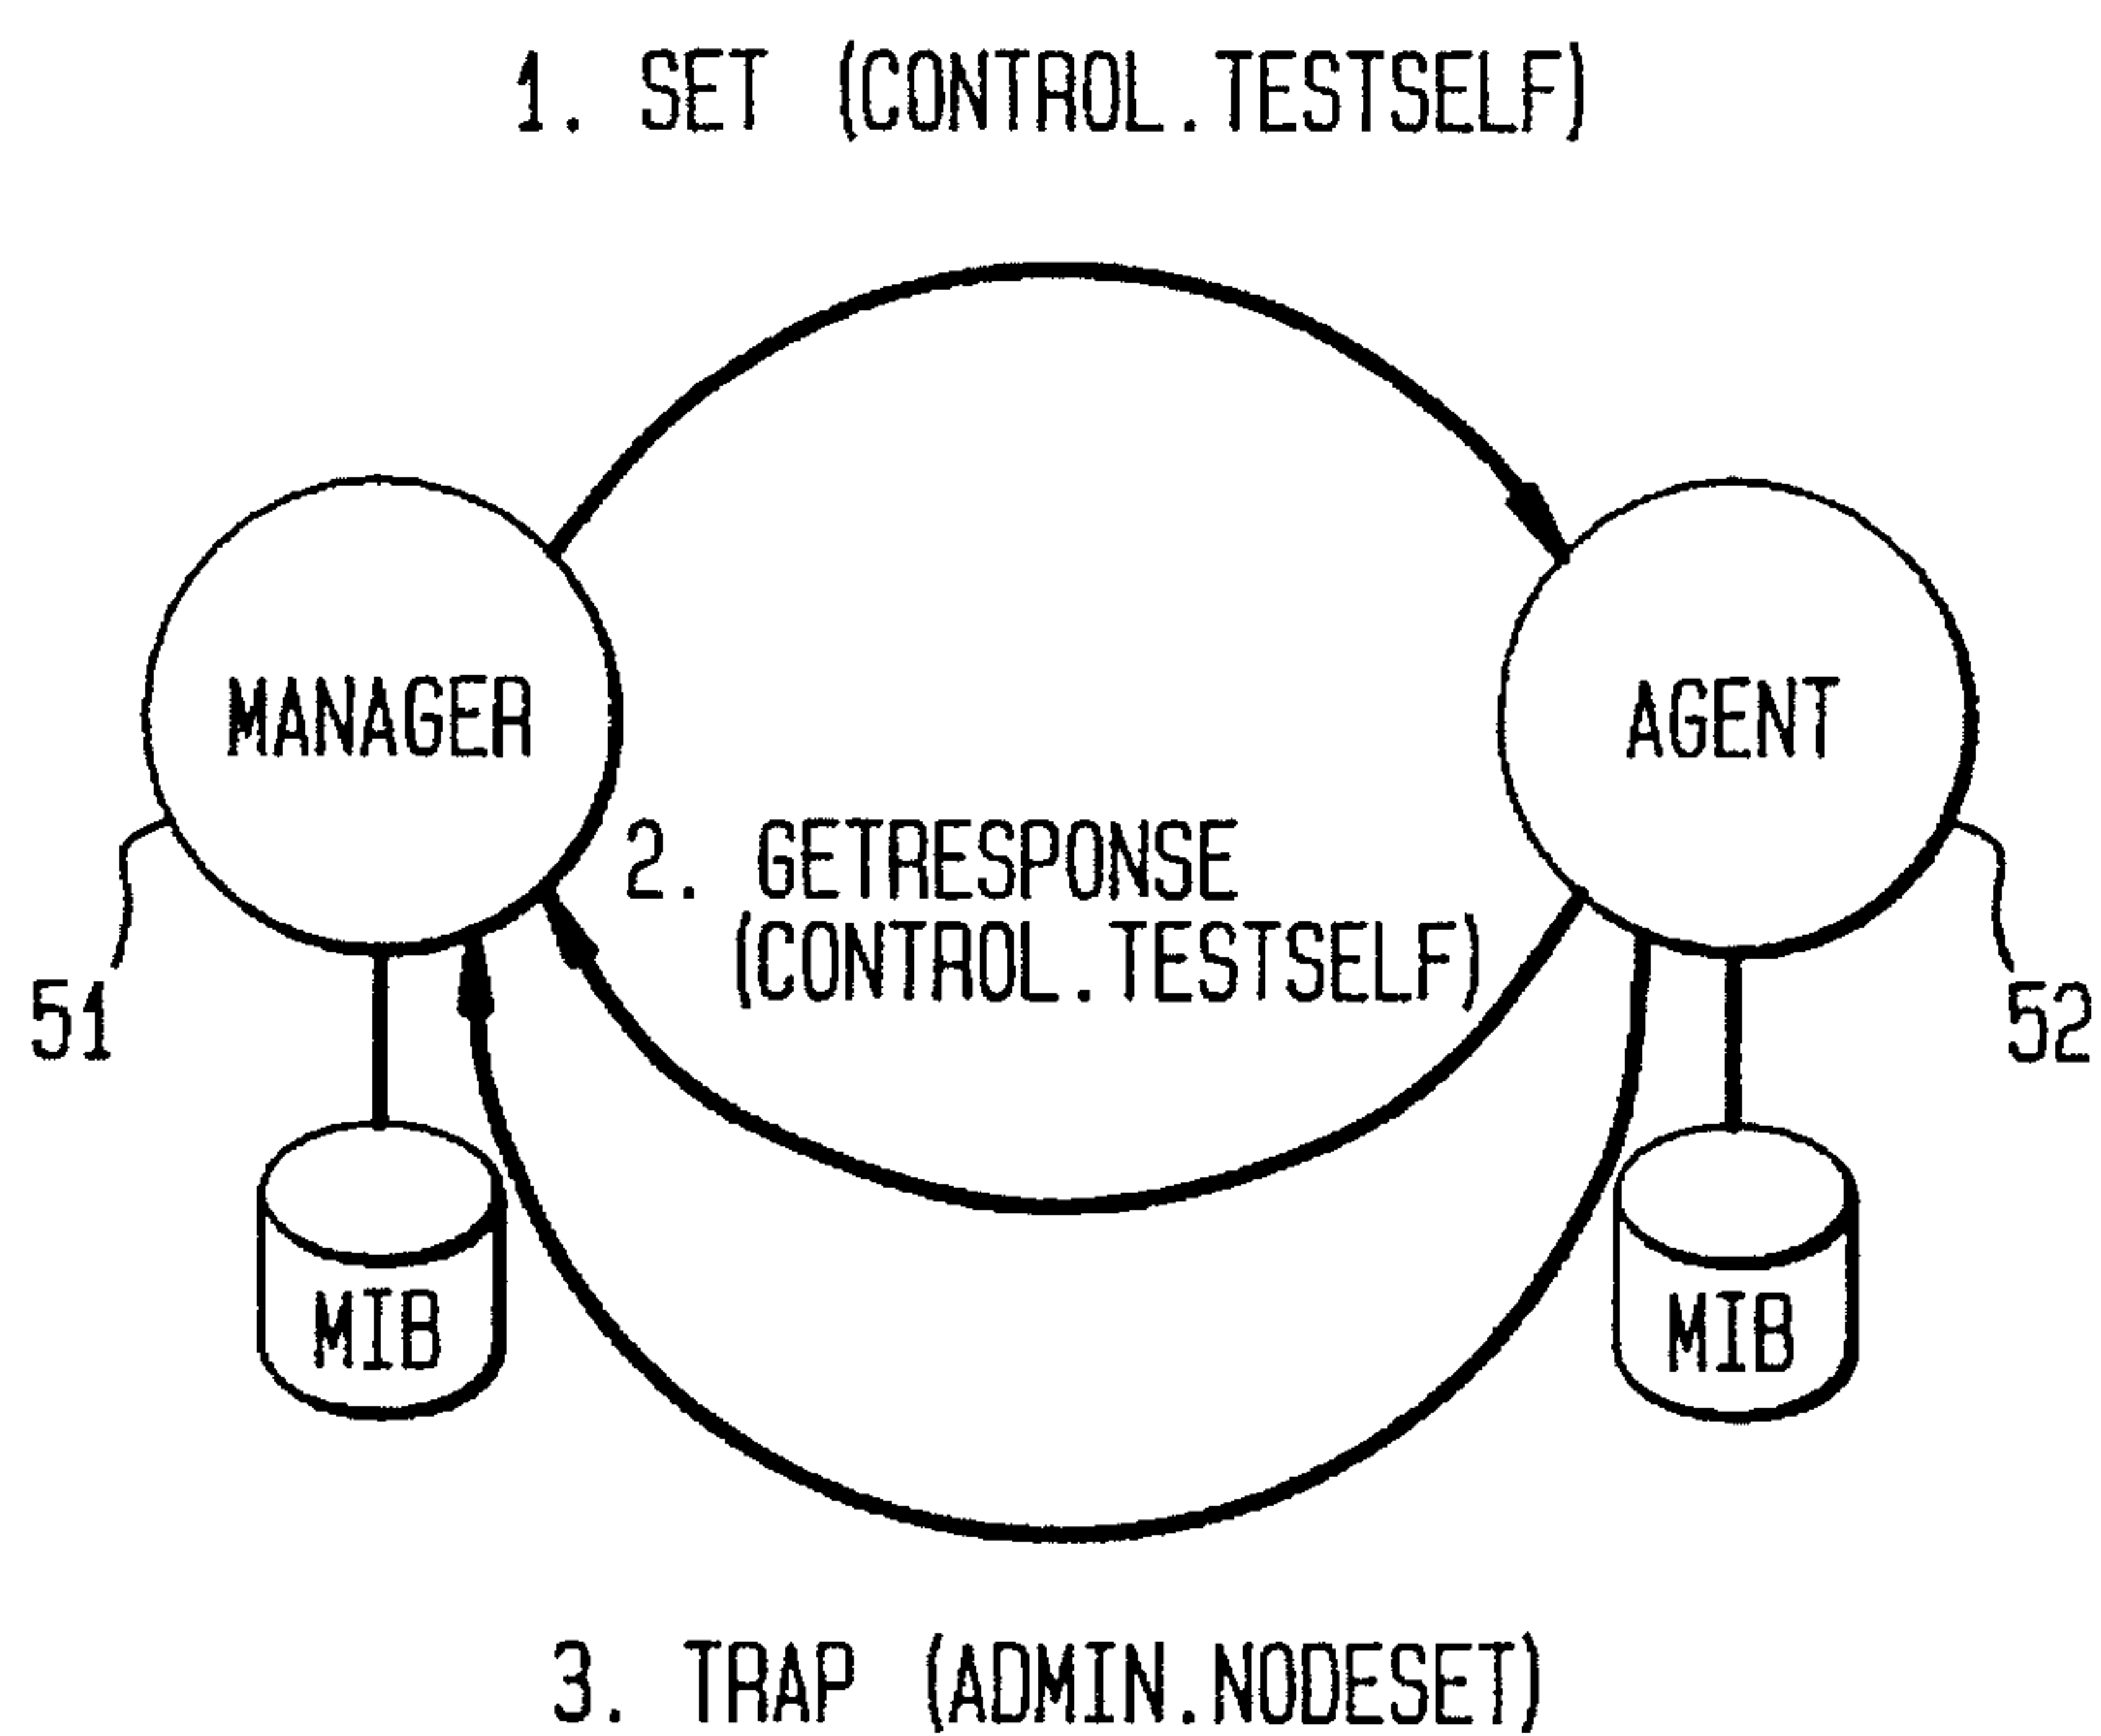 1. SET (CONTROL.TESTSELF)
MANAGER
AGENT
2. GETRESPONSE
(CONTROL.TESTSELF)
51
52
MIB
MIB
3. TRAP (ADMIN.NODESET)